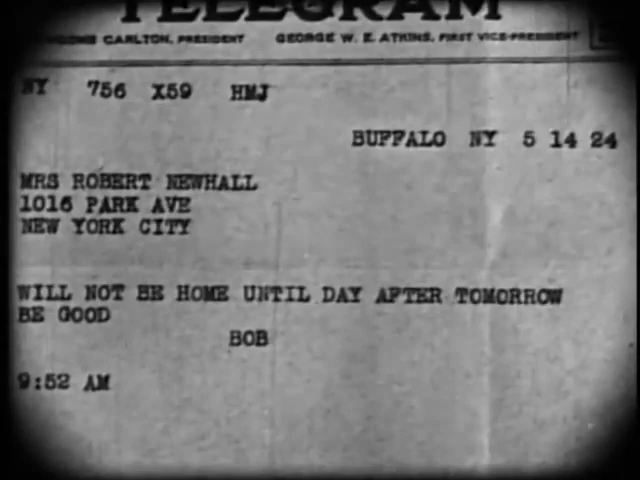 TELEGRAM
NEWCOMB CARLTON, PRESIDENT GEORGE W. E. ATKINS, FIRST VICE-PRESIDENT
NY 756 X59 HMJ
BUFFALO NY 5 14 24
MRS ROBERT NEWHALL
1016 PARK AVE
NEW YORK CITY
WILL NOT BE HOME UNTIL DAY AFTER TOMORROW
BE GOOD
BOB
9:52 AM